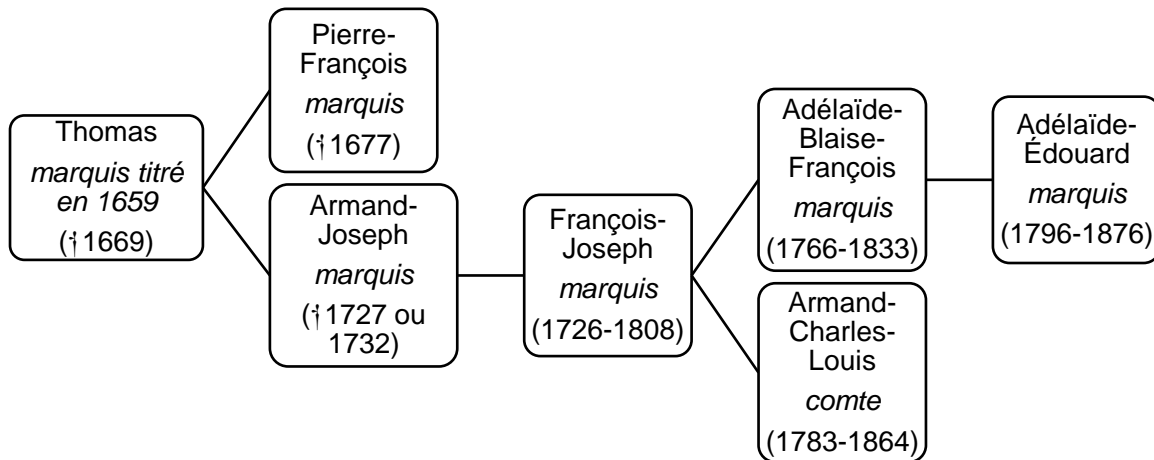 Thomas
marquis titré
en 1659
(†1669)
Pierre-
François
marquis
(†1677)
Armand-
Joseph
marquis
(†1727 ou
1732)
François-
Joseph
marquis
(1726-1808)
Adélaïde-
Blaise-
François
marquis
(1766-1833)
Armand-
Charles-
Louis
comte
(1783-1864)
Adélaïde-
Édouard
marquis
(1796-1876)